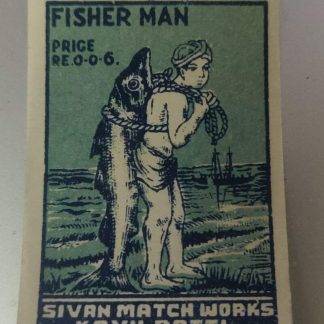 FISHER MAN
PRICE
RE.0-0-6.
SIVAN MATCH WORKS